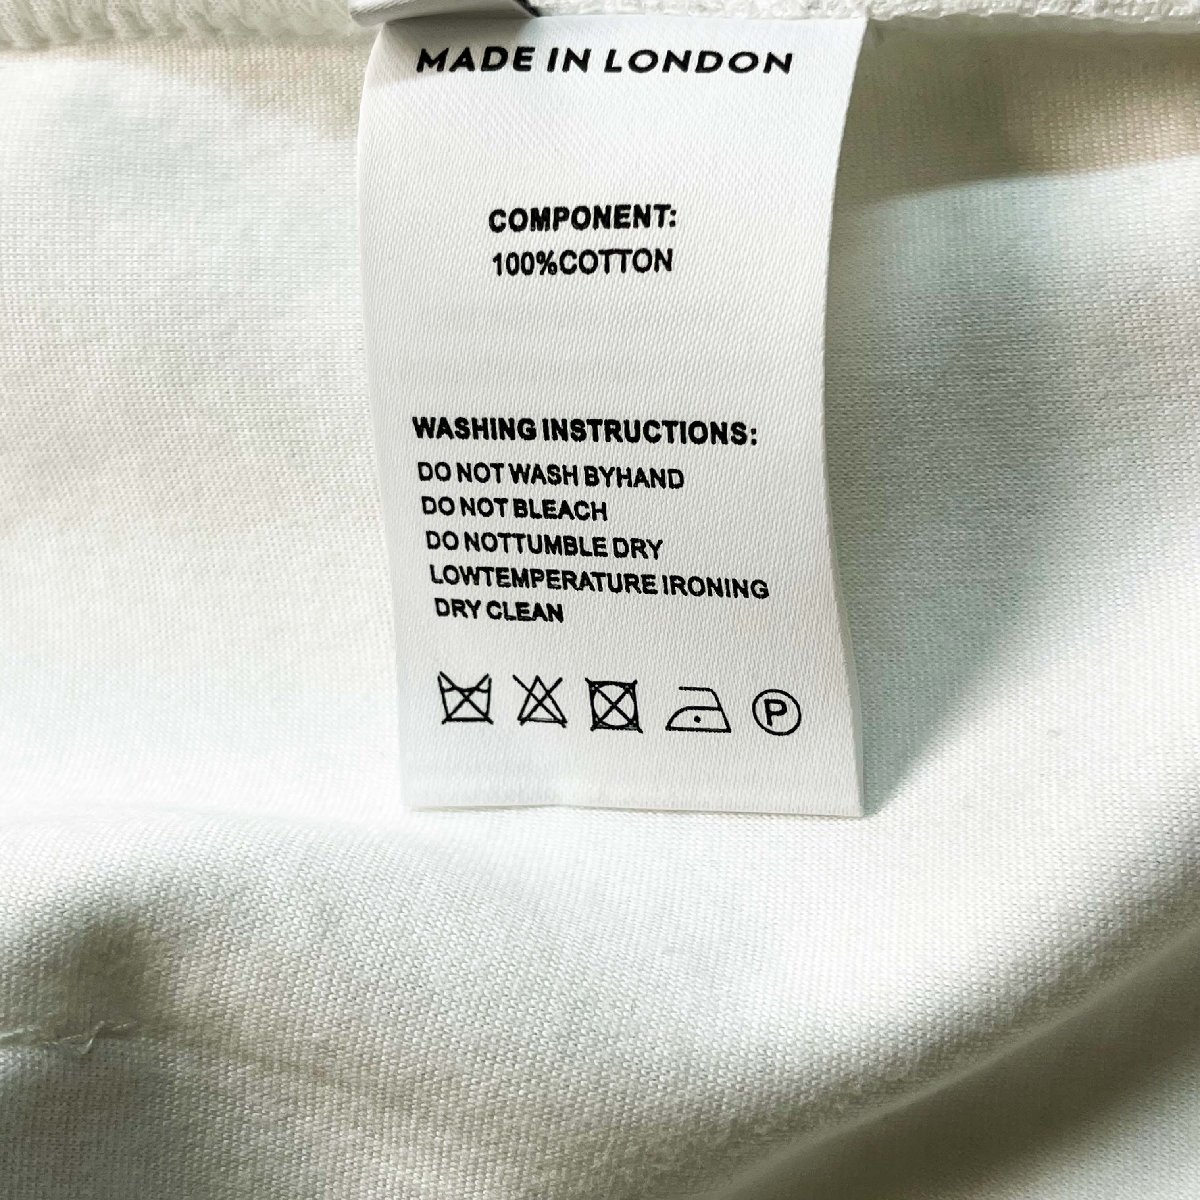 MADE IN LONDON
COMPONENT:
100%COTTON
WASHING INSTRUCTIONS:
DO NOT WASH BYHAND
DO NOT BLEACH
DO NOTTUMBLE DRY
LOWTEMPERATURE IRONING
DRY CLEAN
P